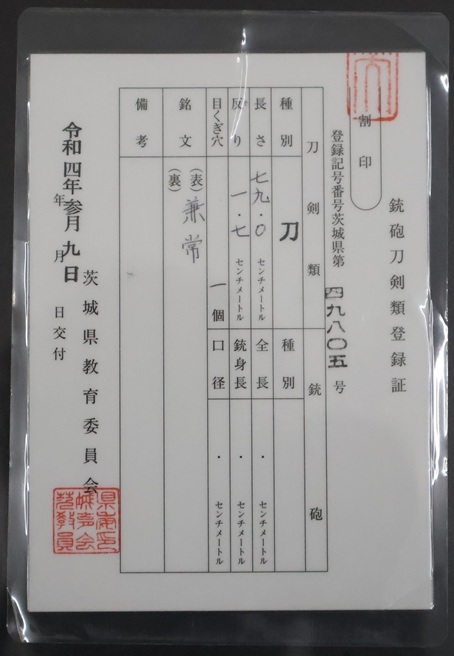 銃砲刀剣類登録証
割印
登録記号番号茨城県第四九八〇五号
刀剣類
銃砲
種別 刀
種別
長さ 七九.〇センチメートル
全長 .センチメートル
反り 一.七センチメートル
銃身長 .センチメートル
目くぎ穴 一個
口径 .センチメートル
銘文 (表)兼常
(裏)
備考
令和四年参月九日
年 月 日交付
茨城県教育委員会